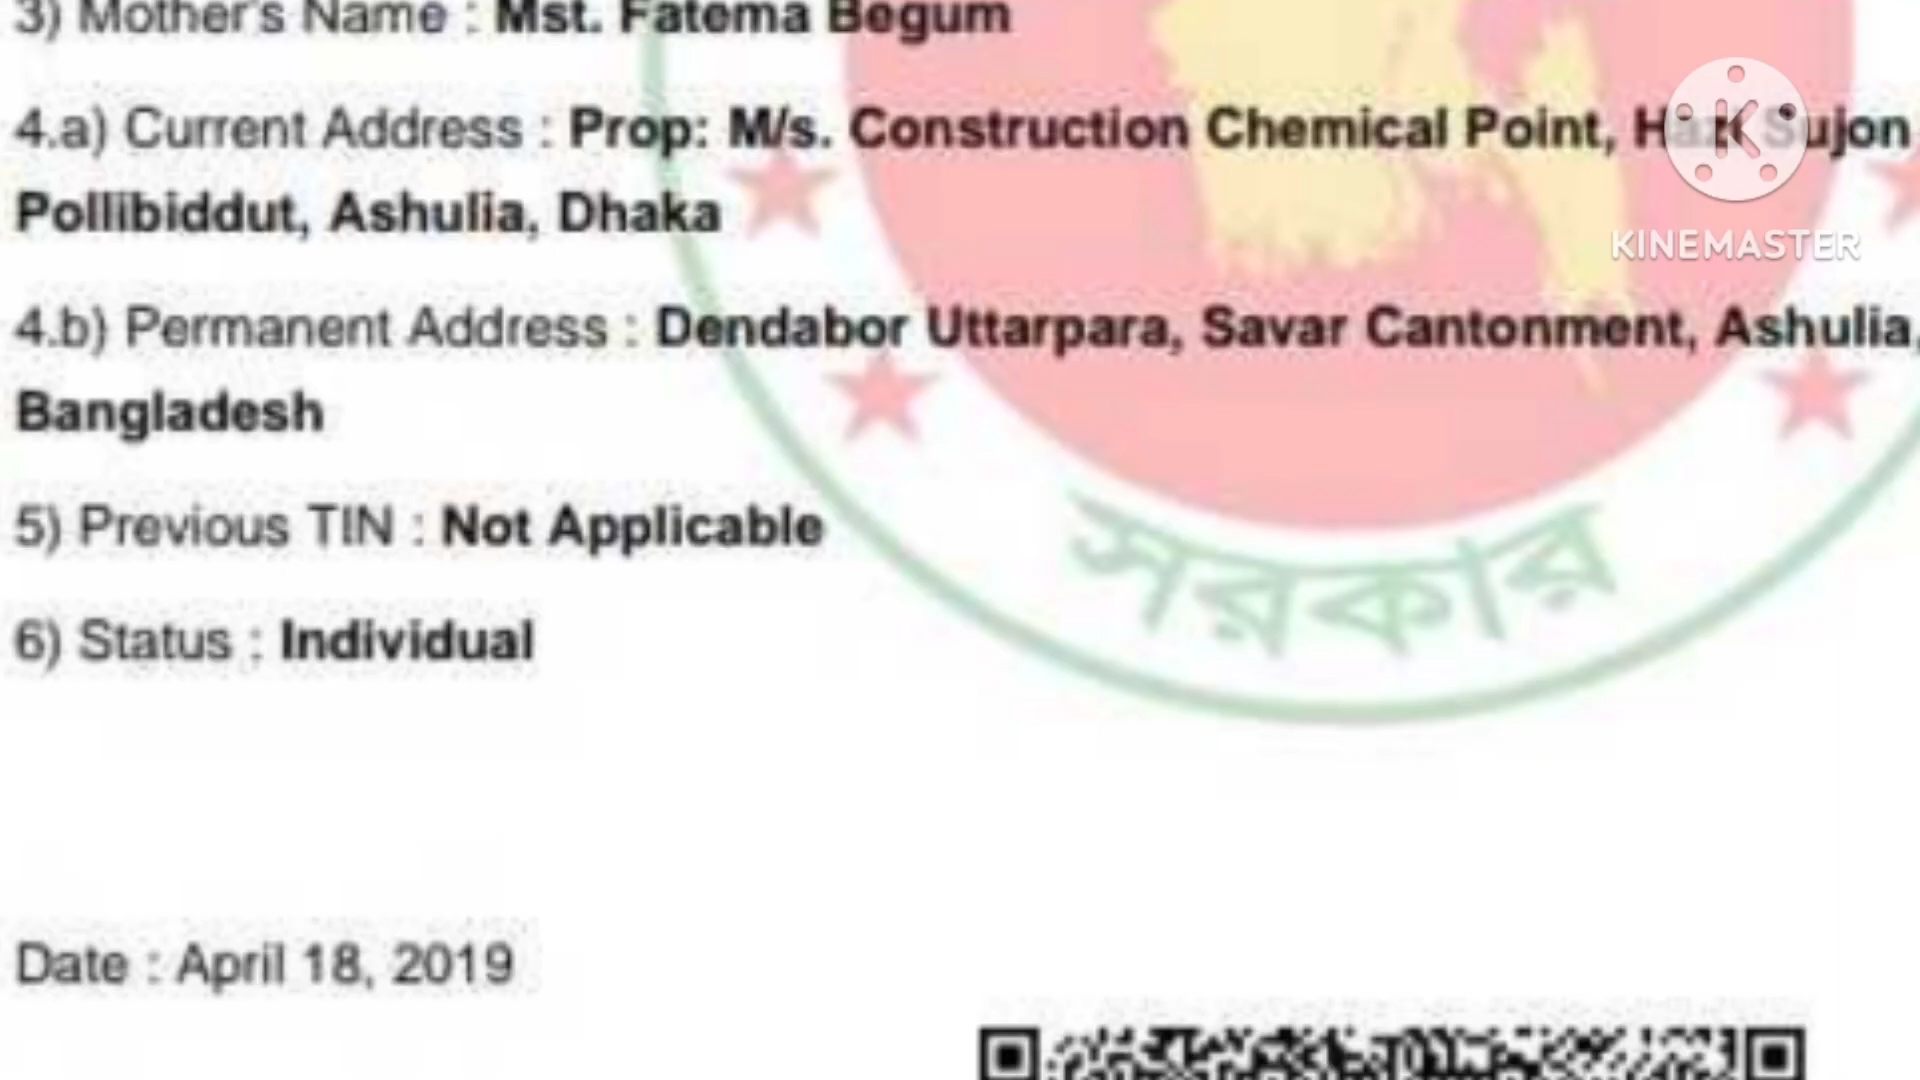 3) Mother's Name : Mst. Fatema Begum
4.a) Current Address : Prop: M/s. Construction Chemical Point, Hazi Sujon
Pollibiddut, Ashulia, Dhaka
4.b) Permanent Address : Dendabor Uttarpara, Savar Cantonment, Ashulia,
Bangladesh
5) Previous TIN : Not Applicable
6) Status : Individual
Date : April 18, 2019
সরকার
K
KINEMASTER